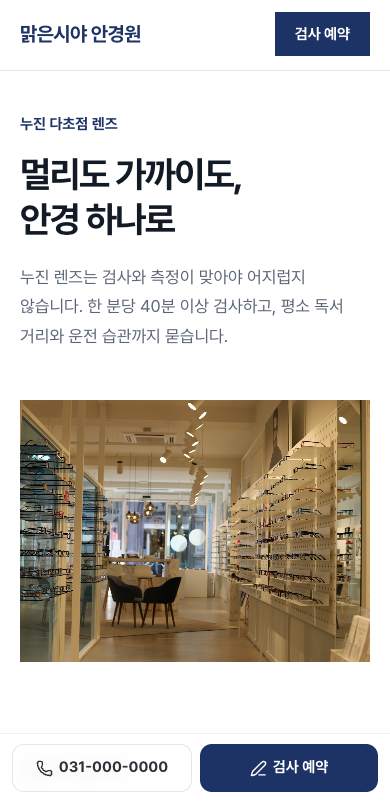 맑은시야 안경원
검사 예약
누진 다초점 렌즈
멀리도 가까이도,
안경 하나로
누진 렌즈는 검사와 측정이 맞아야 어지럽지
않습니다. 한 분당 40분 이상 검사하고, 평소 독서
거리와 운전 습관까지 묻습니다.
031-000-0000
검사 예약